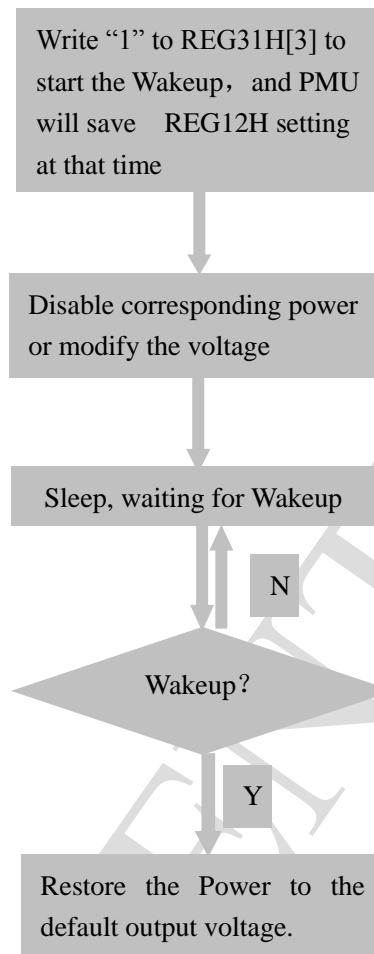 Write “1” to REG31H[3] to
start the Wakeup，and PMU
will save REG12H setting
at that time
Disable corresponding power
or modify the voltage
Sleep, waiting for Wakeup
N
Wakeup？
Y
Restore the Power to the
default output voltage.